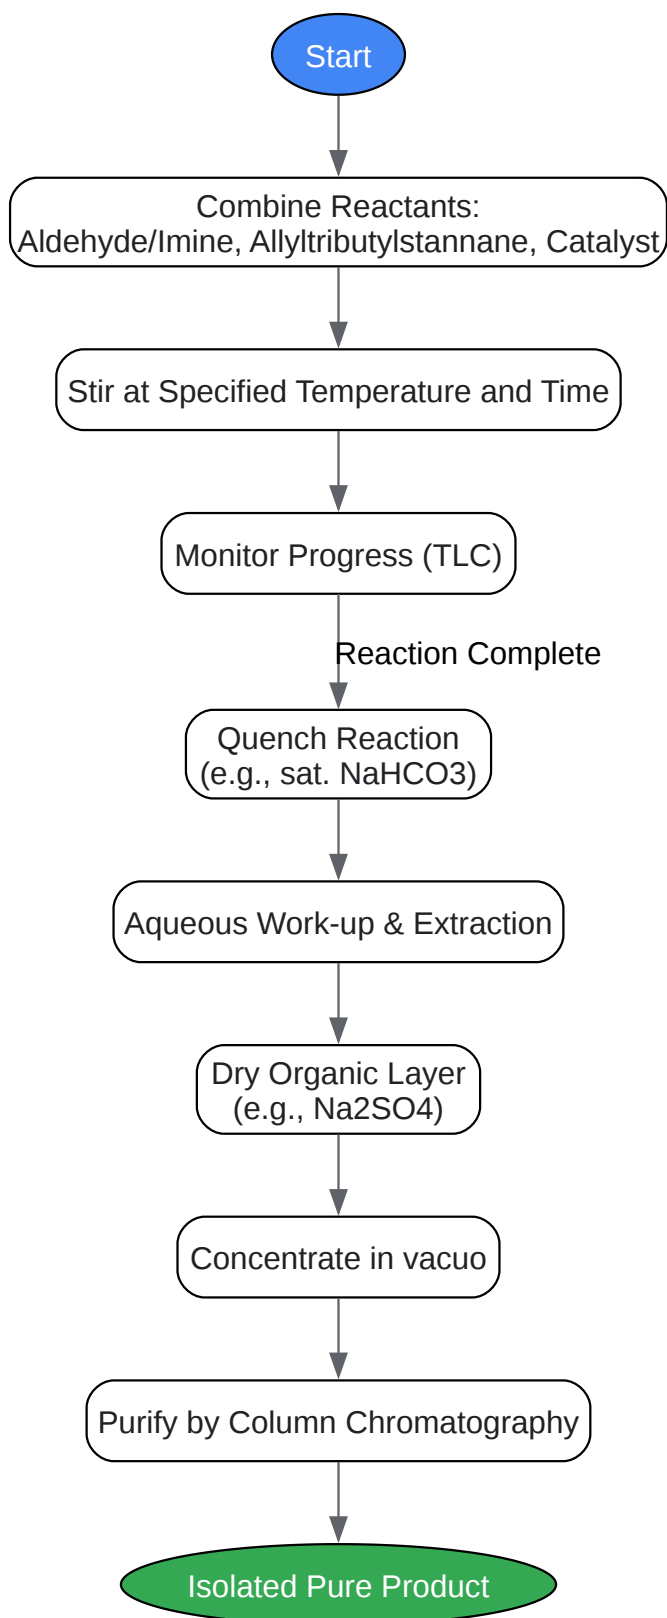 Start
Combine Reactants:
Aldehyde/Imine, Allyltributylstannane, Catalyst
Stir at Specified Temperature and Time
Monitor Progress (TLC)
Reaction Complete
Quench Reaction
(e.g., sat. NaHCO3)
Aqueous Work-up & Extraction
Dry Organic Layer
(e.g., Na2SO4)
Concentrate in vacuo
Purify by Column Chromatography
Isolated Pure Product